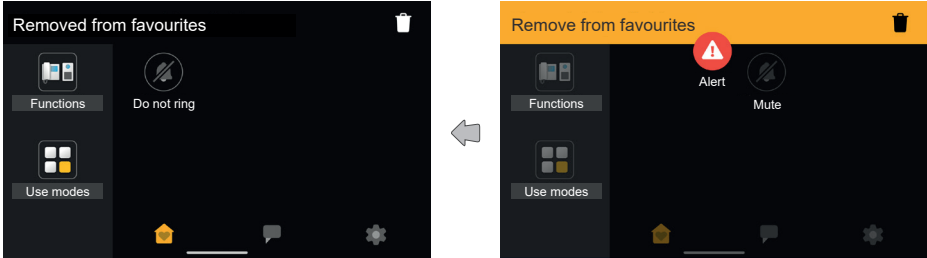 Removed from favourites
Functions
Do not ring
Use modes
Remove from favourites
Alert
Functions
Mute
Use modes